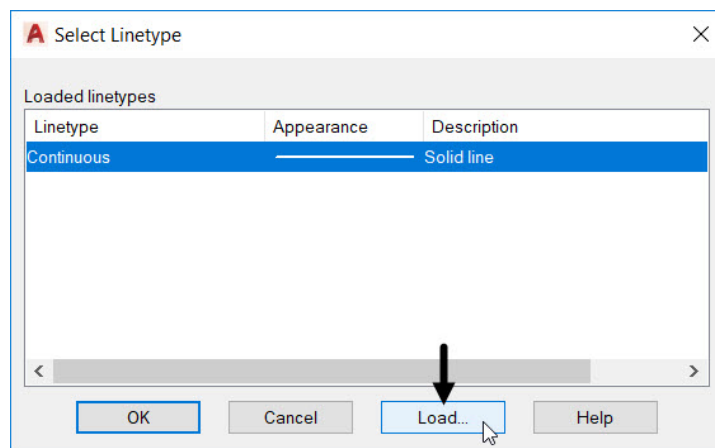 Select Linetype
Loaded linetypes
Linetype Appearance Description
Continuous Solid line
OK Cancel Load... Help